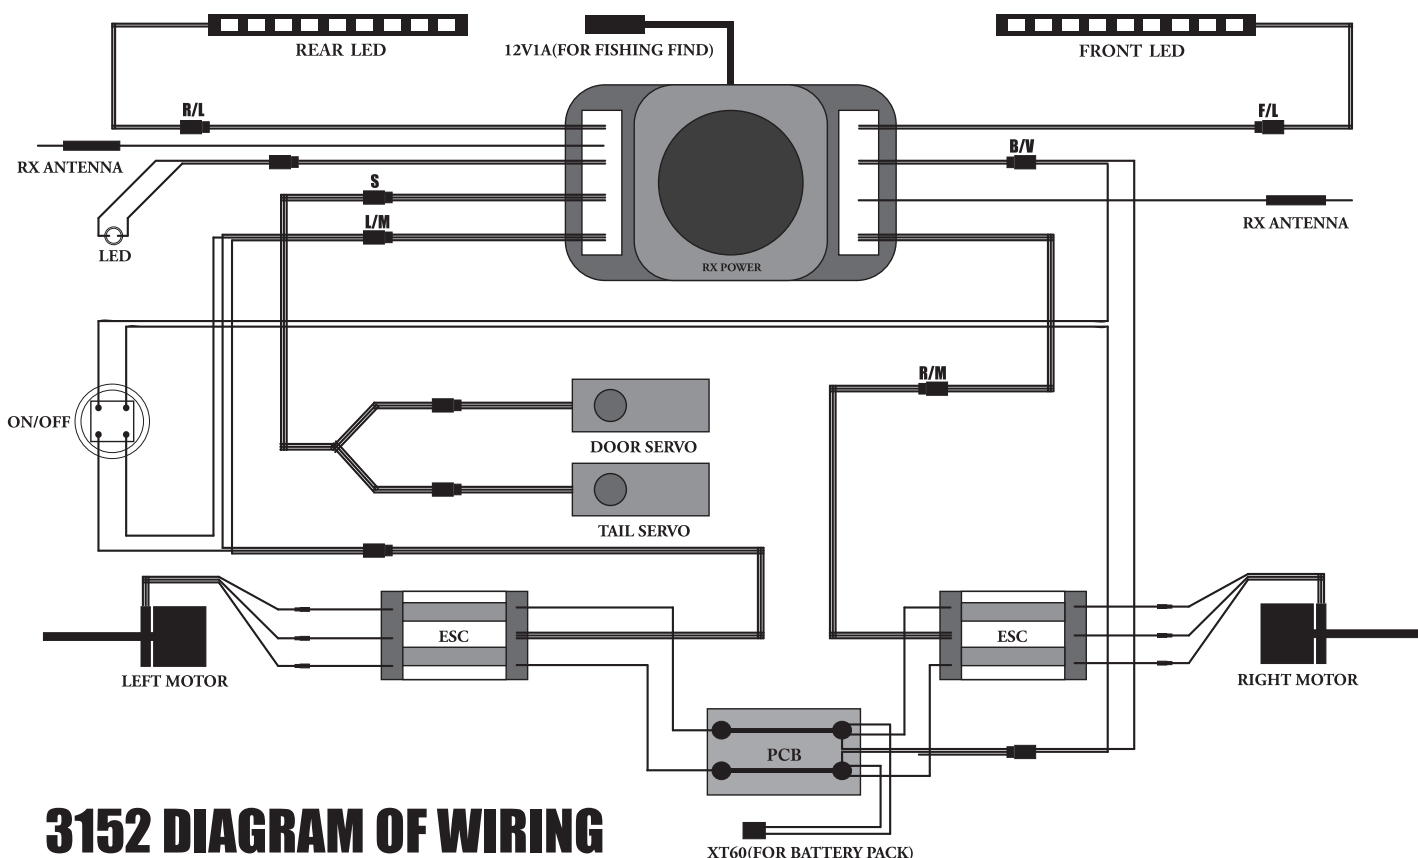 REAR LED
12V1A(FOR FISHING FIND)
FRONT LED
R/L
F/L
B/V
RX ANTENNA
S
L/M
RX ANTENNA
LED
RX POWER
R/M
ON/OFF
DOOR SERVO
TAIL SERVO
ESC
ESC
LEFT MOTOR
RIGHT MOTOR
PCB
3152 DIAGRAM OF WIRING
XT60(FOR BATTERY PACK)